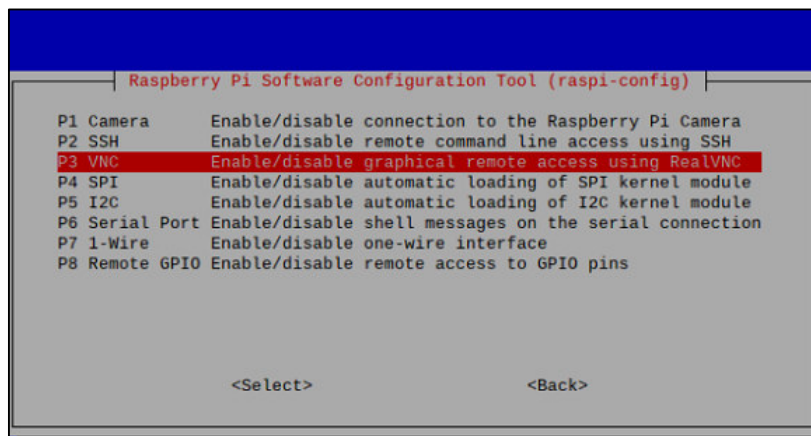 Raspberry Pi Software Configuration Tool (raspi-config)
P1 Camera Enable/disable connection to the Raspberry Pi Camera
P2 SSH Enable/disable remote command line access using SSH
P3 VNC Enable/disable graphical remote access using RealVNC
P4 SPI Enable/disable automatic loading of SPI kernel module
P5 I2C Enable/disable automatic loading of I2C kernel module
P6 Serial Port Enable/disable shell messages on the serial connection
P7 1-Wire Enable/disable one-wire interface
P8 Remote GPIO Enable/disable remote access to GPIO pins
<Select> <Back>